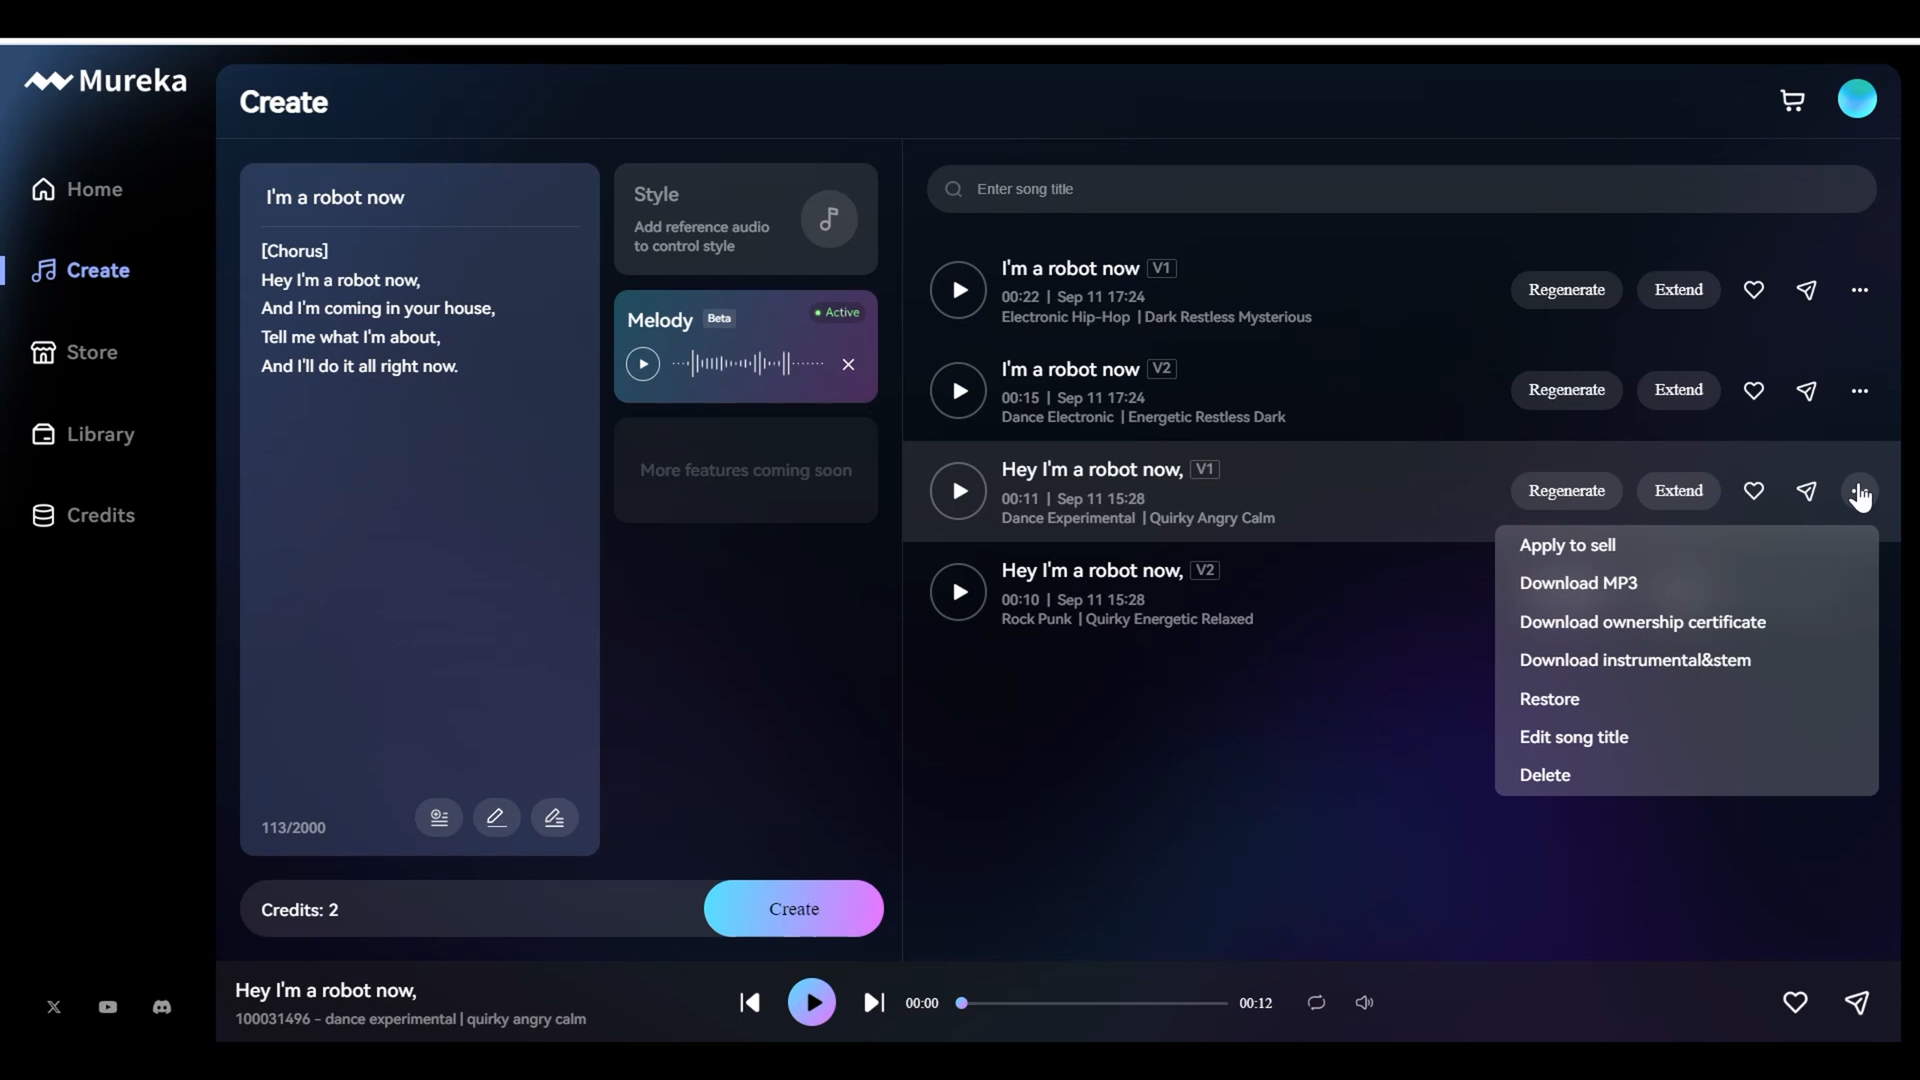 Mureka
Home
Create
Store
Library
Credits
Create
I'm a robot now
[Chorus]
Hey I'm a robot now,
And I'm coming in your house,
Tell me what I'm about,
And I'll do it all right now.
113/2000
Style
Add reference audio
to control style
Melody Beta
Active
More features coming soon
Credits: 2
Create
Enter song title
I'm a robot now V1
00:22 | Sep 11 17:24
Electronic Hip-Hop | Dark Restless Mysterious
Regenerate
Extend
I'm a robot now V2
00:15 | Sep 11 17:24
Dance Electronic | Energetic Restless Dark
Regenerate
Extend
Hey I'm a robot now, V1
00:11 | Sep 11 15:28
Dance Experimental | Quirky Angry Calm
Regenerate
Extend
Hey I'm a robot now, V2
00:10 | Sep 11 15:28
Rock Punk | Quirky Energetic Relaxed
Apply to sell
Download MP3
Download ownership certificate
Download instrumental&stem
Restore
Edit song title
Delete
Hey I'm a robot now,
100031496 - dance experimental | quirky angry calm
00:00
00:12